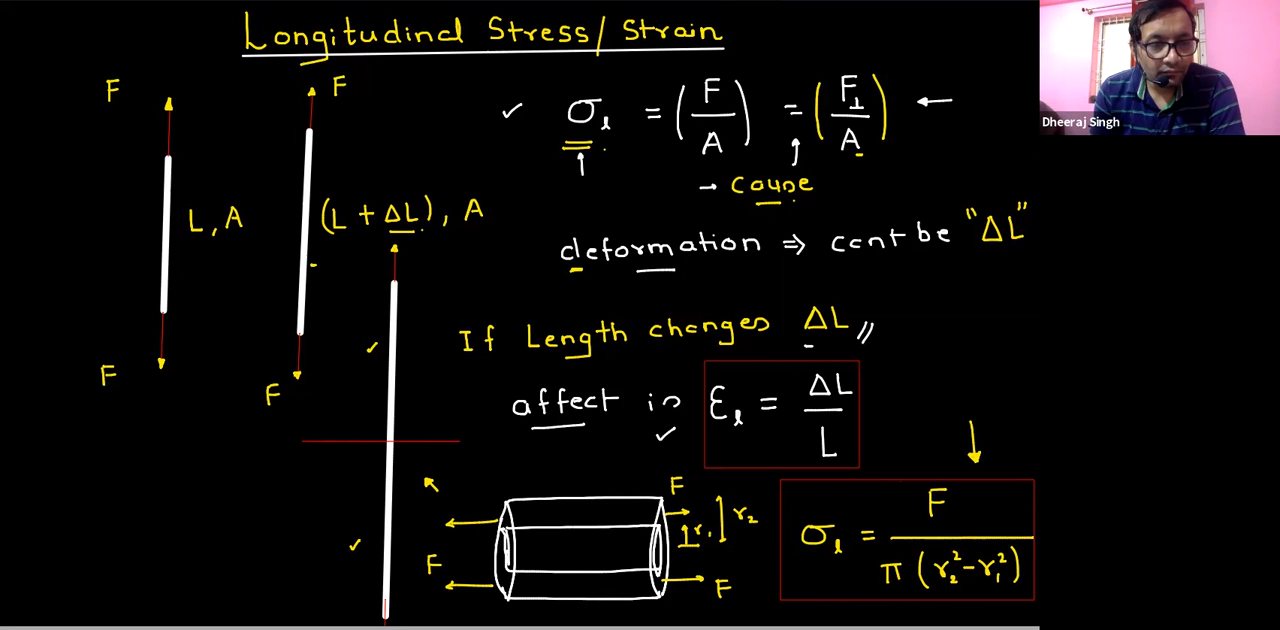 Longitudinal Stress/Strain
F
F
Dheeraj Singh
σₗ = (F/A) = (F⊥/A) ←
→ Cause
L, A
(L + ΔL), A
deformation ⇒ cant be "ΔL"
If Length changes ΔL //
F
F
affect is εₗ = ΔL/L
F
r₁ r₂
F
F
σₗ = F/π(r₂²-r₁²)